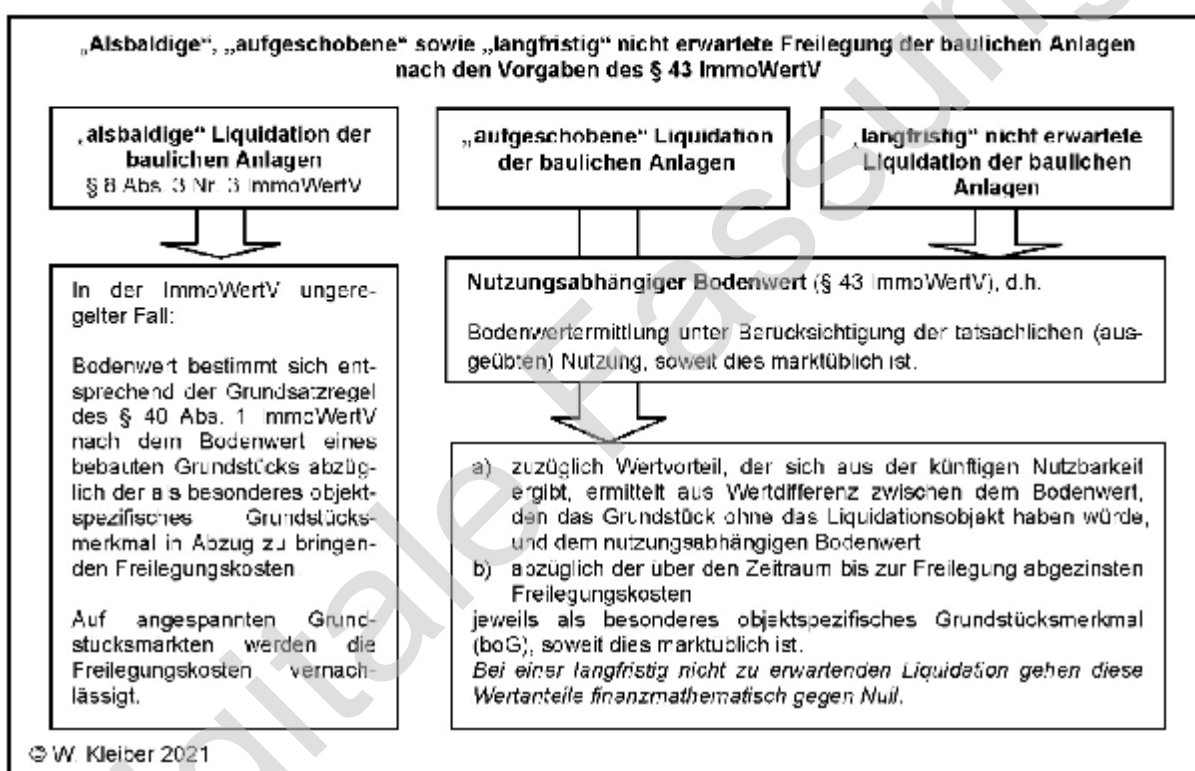 „Alsbaldige“, „aufgeschobene“ sowie „langfristig“ nicht erwartete Freilegung der baulichen Anlagen
nach den Vorgaben des § 43 ImmoWertV
„alsbaldige“ Liquidation der
baulichen Anlagen
§ 8 Abs. 3 Nr. 3 ImmoWertV
„aufgeschobene“ Liquidation
der baulichen Anlagen
„langfristig“ nicht erwartete
Liquidation der baulichen
Anlagen
In der ImmoWertV ungere-
gelter Fall:
Bodenwert bestimmt sich ent-
sprechend der Grundsatzregel
des § 40 Abs. 1 ImmoWertV
nach dem Bodenwert eines
bebauten Grundstücks abzüg-
lich der als besonderes objekt-
spezifisches Grundstücks-
merkmal in Abzug zu bringen-
den Freilegungskosten
Auf angespannten Grund-
stücksmärkten werden die
Freilegungskosten vernach-
lässigt.
Nutzungsabhängiger Bodenwert (§ 43 ImmoWertV), d.h.
Bodenwertermittlung unter Berücksichtigung der tatsächlichen (aus-
geübten) Nutzung, soweit dies marktüblich ist.
a) zuzüglich Wertvorteil, der sich aus der künftigen Nutzbarkeit
ergibt, ermittelt aus Wertdifferenz zwischen dem Bodenwert,
den das Grundstück ohne das Liquidationsobjekt haben würde,
und dem nutzungsabhängigen Bodenwert
b) abzüglich der über den Zeitraum bis zur Freilegung abgezinsten
Freilegungskosten
jeweils als besonderes objektspezifisches Grundstücksmerkmal
(boG), soweit dies marktüblich ist.
Bei einer langfristig nicht zu erwartenden Liquidation gehen diese
Wertanteile finanzmathematisch gegen Null.
© W. Kleiber 2021
gitale Fassun